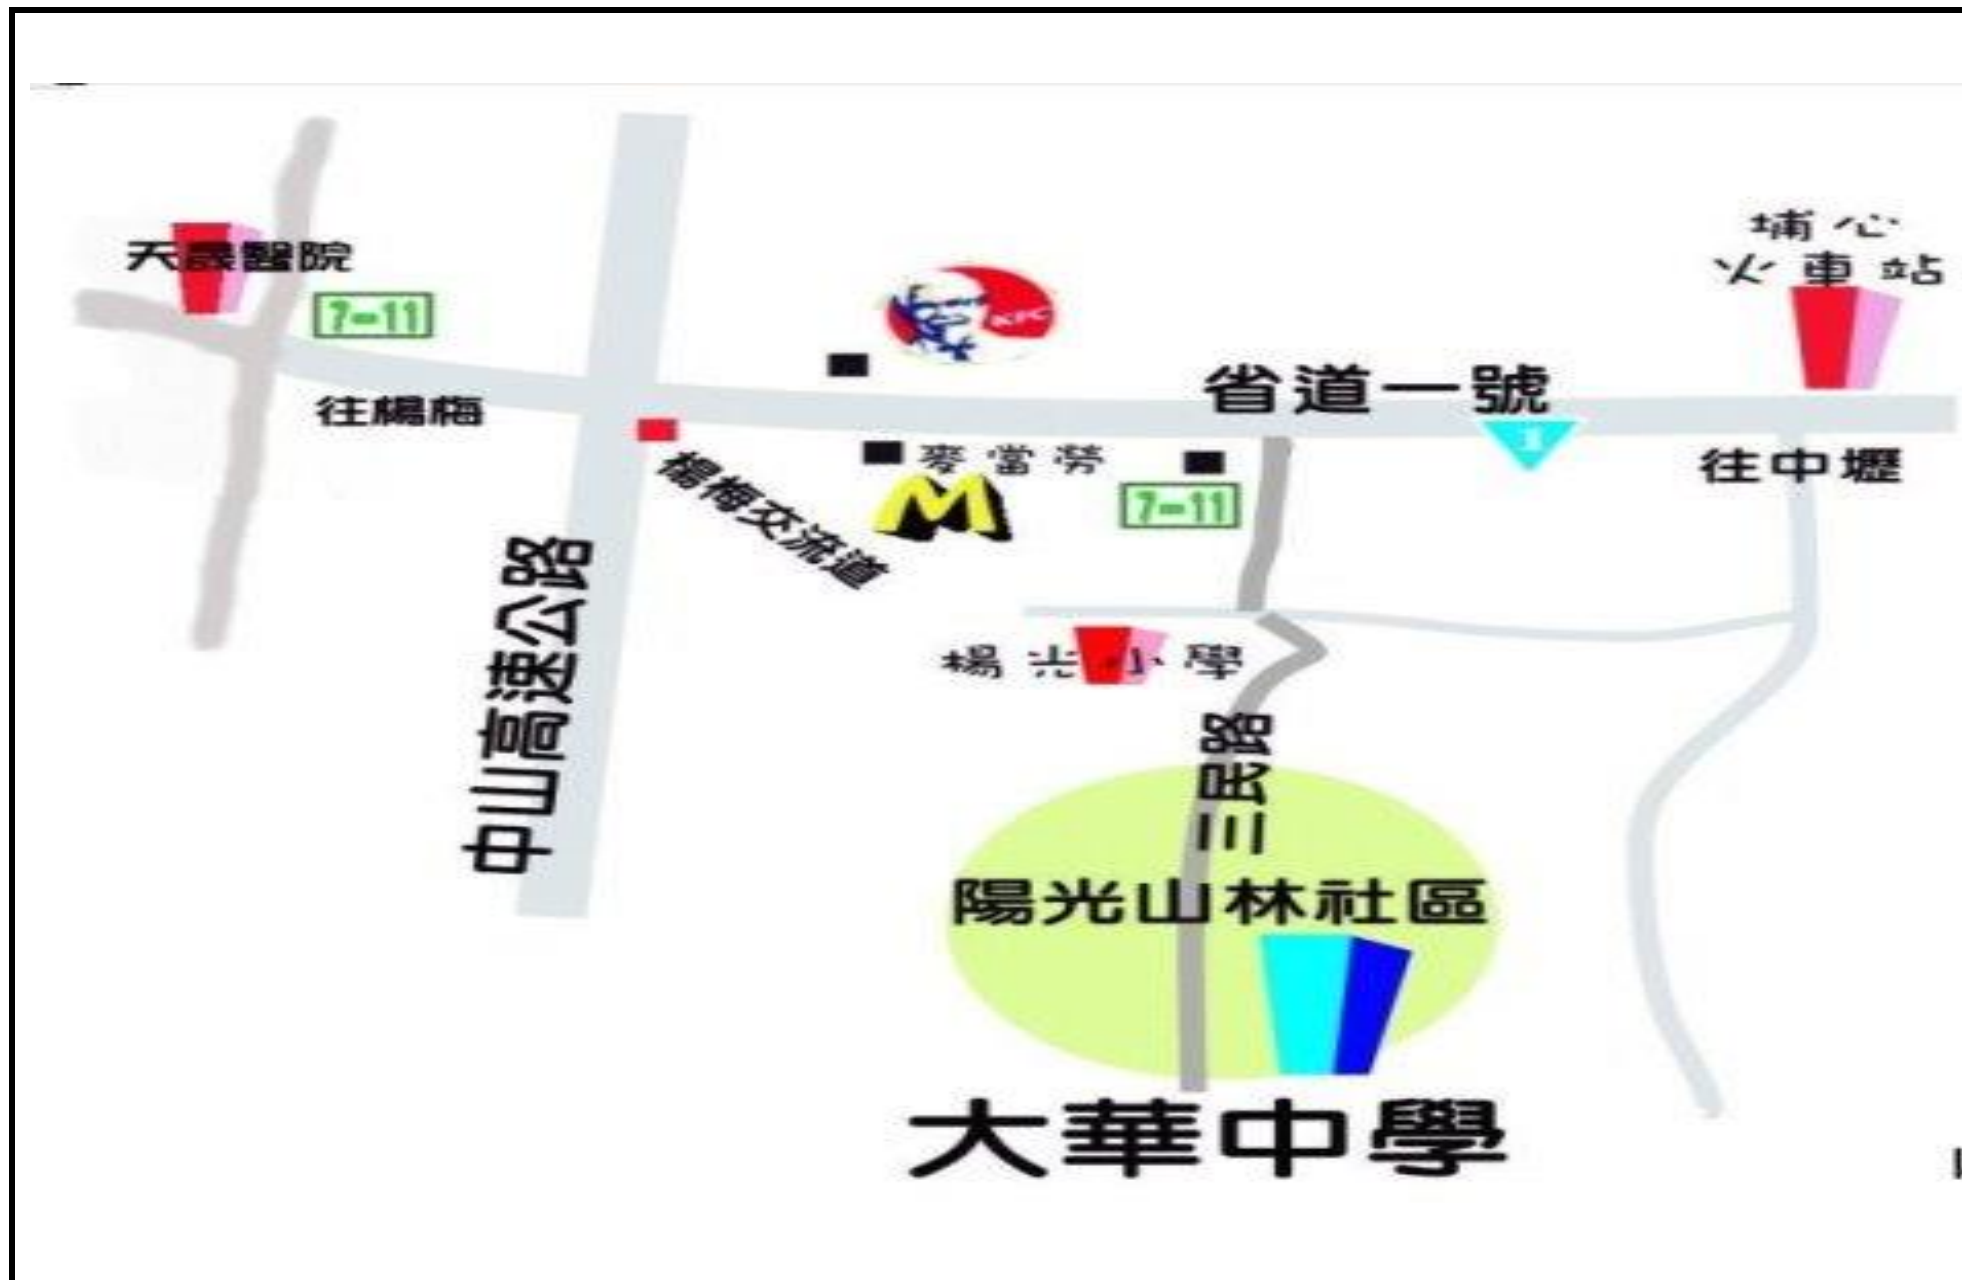 埔心
火車站
天晟醫院
7-11
KFC
省道一號
往楊梅
1
往中壢
麥當勞
楊梅交流道
7-11
中山高速公路
楊光小學
三民路
陽光山林社區
大華中學